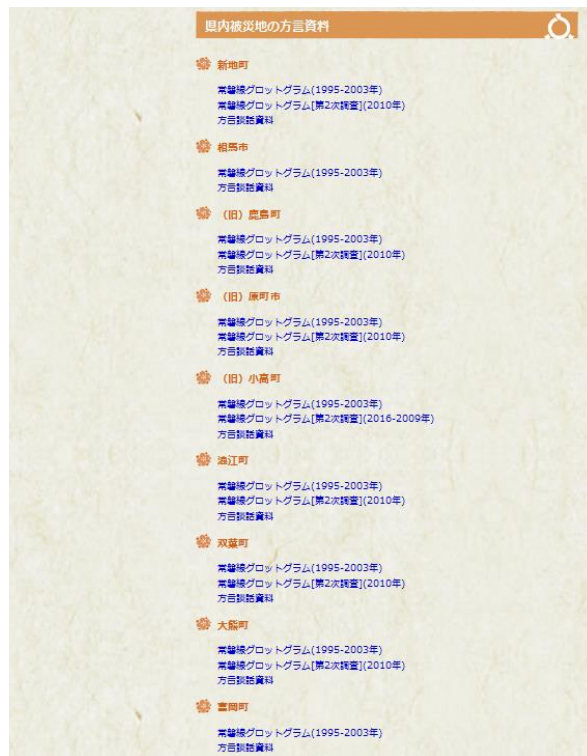 県内被災地の方言資料
新地町
常磐線グロットグラム(1995-2003年)
常磐線グロットグラム[第2次調査](2010年)
方言談話資料
相馬市
常磐線グロットグラム(1995-2003年)
方言談話資料
（旧）鹿島町
常磐線グロットグラム(1995-2003年)
常磐線グロットグラム[第2次調査](2010年)
方言談話資料
（旧）原町市
常磐線グロットグラム(1995-2003年)
常磐線グロットグラム[第2次調査](2010年)
方言談話資料
（旧）小高町
常磐線グロットグラム(1995-2003年)
常磐線グロットグラム[第2次調査](2016-2009年)
方言談話資料
浪江町
常磐線グロットグラム(1995-2003年)
常磐線グロットグラム[第2次調査](2010年)
方言談話資料
双葉町
常磐線グロットグラム(1995-2003年)
常磐線グロットグラム[第2次調査](2010年)
方言談話資料
大熊町
常磐線グロットグラム(1995-2003年)
常磐線グロットグラム[第2次調査](2010年)
方言談話資料
富岡町
常磐線グロットグラム(1995-2003年)
方言談話資料